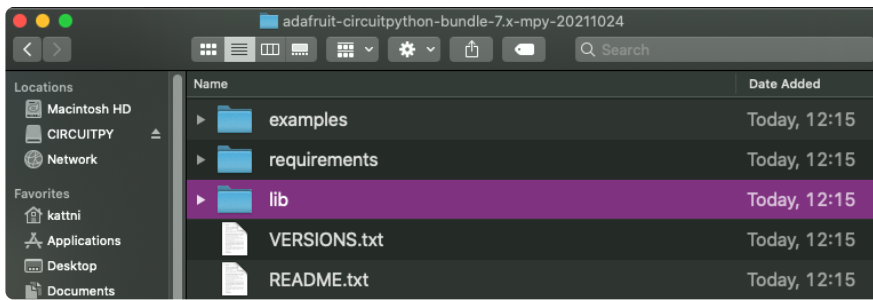 adafruit-circuitpython-bundle-7.x-mpy-20211024
Search
Locations
Macintosh HD
CIRCUITPY
Network
Favorites
kattni
Applications
Desktop
Documents
Name Date Added
examples Today, 12:15
requirements Today, 12:15
lib Today, 12:15
VERSIONS.txt Today, 12:15
README.txt Today, 12:15